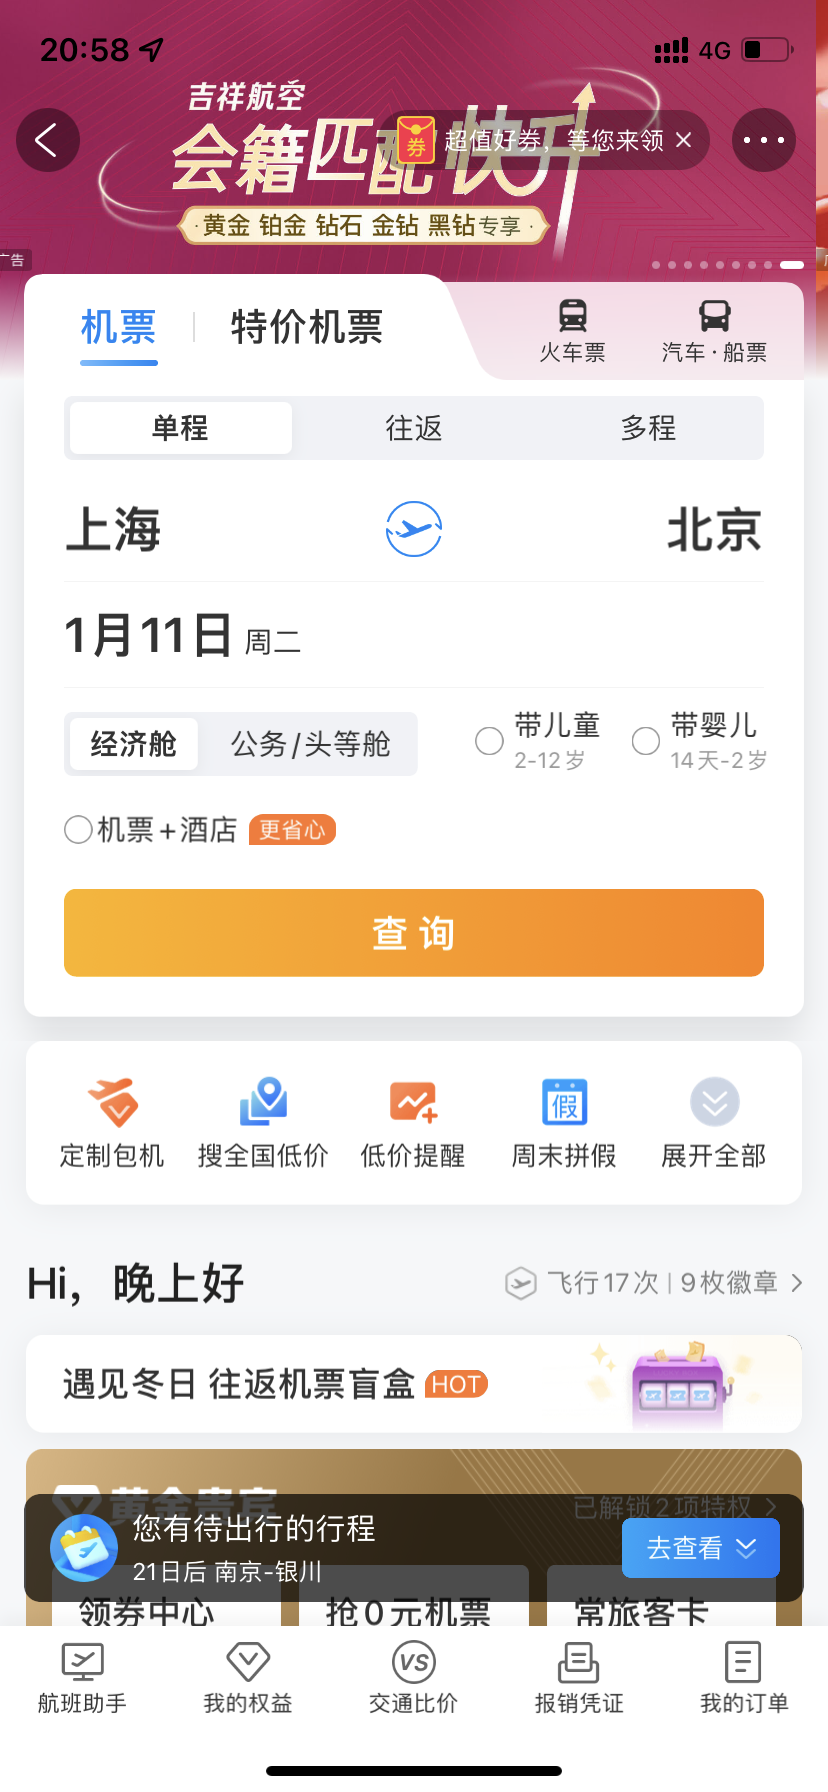 20:58
4G
吉祥航空
会籍匹配快升
券 超值好券，等您来领 ×
·黄金 铂金 钻石 金钻 黑钻专享·
广告
机票
特价机票
火车票
汽车·船票
单程
往返
多程
上海
北京
1月11日 周二
经济舱
公务/头等舱
带儿童
2-12岁
带婴儿
14天-2岁
机票+酒店 更省心
查询
定制包机
搜全国低价
低价提醒
假
周末拼假
展开全部
Hi，晚上好
飞行17次 | 9枚徽章 >
遇见冬日 往返机票盲盒 HOT
黄金贵宾
已解锁2项特权 >
您有待出行的行程
21日后 南京-银川
去查看
领券中心
抢0元机票
常旅客卡
航班助手
我的权益
VS
交通比价
报销凭证
我的订单